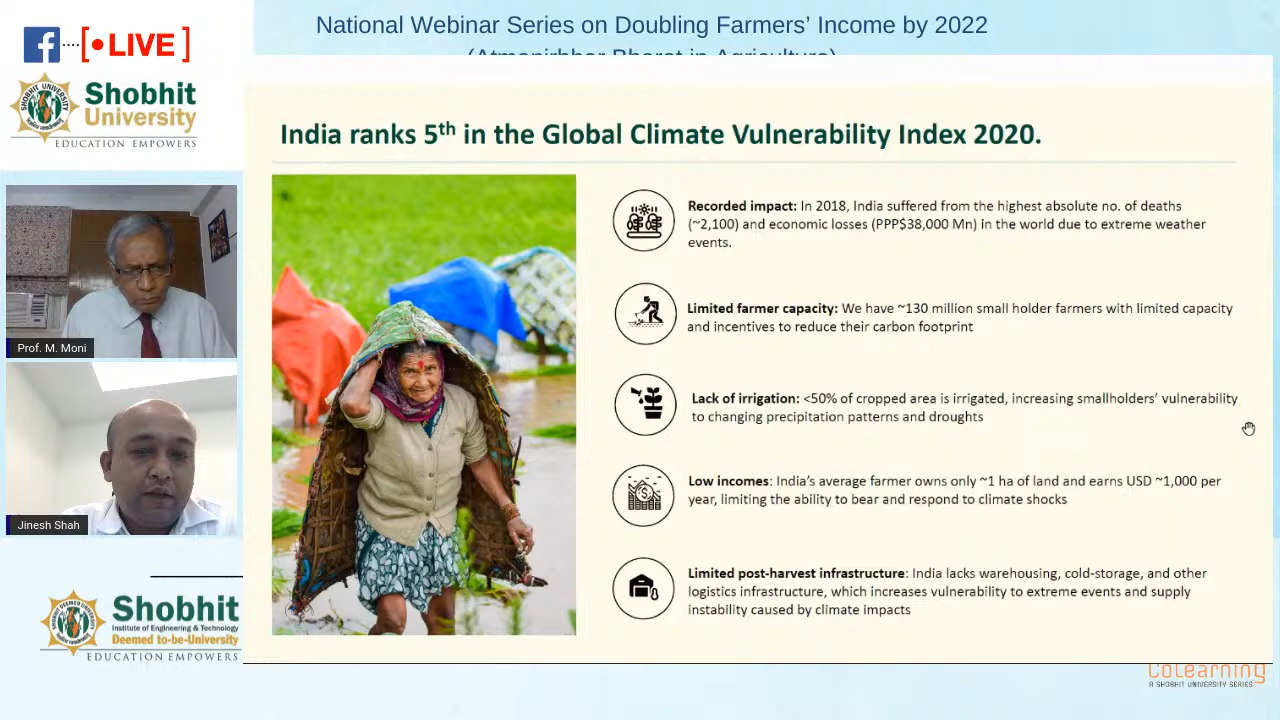 National Webinar Series on Doubling Farmers' Income by 2022
(Atmanirbhar Bharat in Agriculture)
LIVE
SHOBHIT UNIVERSITY
Shobhit
University
EDUCATION EMPOWERS
India ranks 5th in the Global Climate Vulnerability Index 2020.
Recorded impact: In 2018, India suffered from the highest absolute no. of deaths
(~2,100) and economic losses (PPP$38,000 Mn) in the world due to extreme weather
events.
Limited farmer capacity: We have ~130 million small holder farmers with limited capacity
and incentives to reduce their carbon footprint
Lack of irrigation: <50% of cropped area is irrigated, increasing smallholders' vulnerability
to changing precipitation patterns and droughts
Low incomes: India's average farmer owns only ~1 ha of land and earns USD ~1,000 per
year, limiting the ability to bear and respond to climate shocks
Limited post-harvest infrastructure: India lacks warehousing, cold-storage, and other
logistics infrastructure, which increases vulnerability to extreme events and supply
instability caused by climate impacts
Prof. M. Moni
Jinesh Shah
Shobhit
Institute of Engineering & Technology
Deemed to-be-University
EDUCATION EMPOWERS
CoLearning
A SHOBHIT UNIVERSITY SERIES